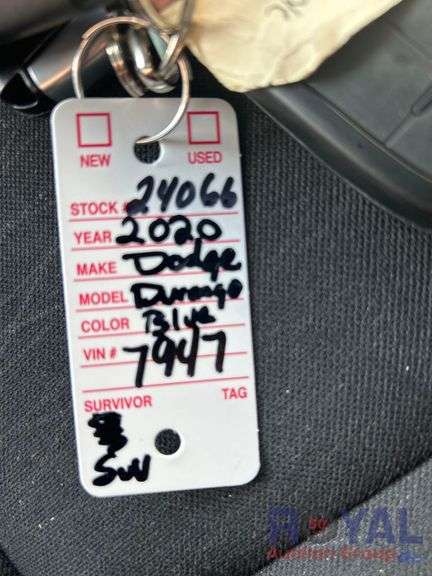 NEW USED
STOCK # 24066
YEAR 2020
MAKE Dodge
MODEL Durango
COLOR Blue
VIN # 7947
SURVIVOR TAG
SUV
ROYAL
Auction Group